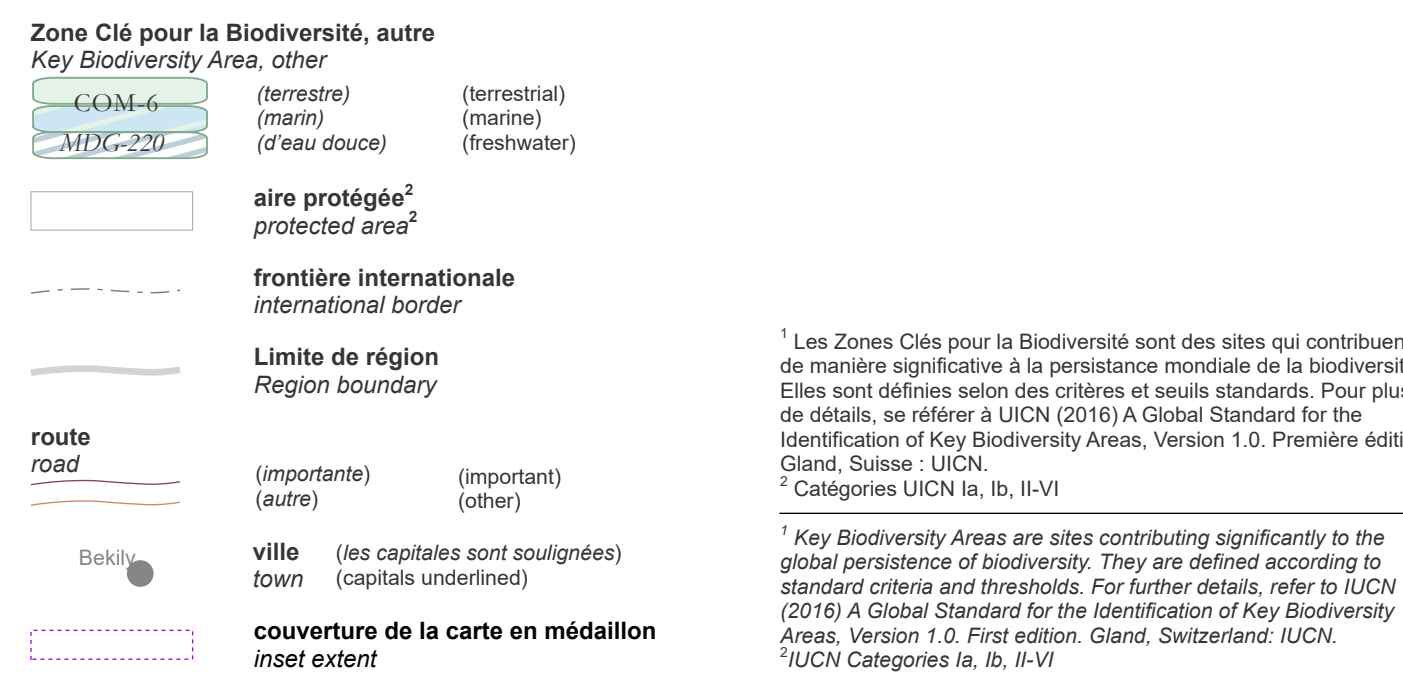 Zone Clé pour la Biodiversité, autre
Key Biodiversity Area, other
COM-6
MDG-220
(terrestre) (terrestrial)
(marin) (marine)
(d’eau douce) (freshwater)
aire protégée²
protected area²
frontière internationale
international border
Limite de région
Region boundary
route
road
(importante) (important)
(autre) (other)
Bekily
ville (les capitales sont soulignées)
town (capitals underlined)
couverture de la carte en médaillon
inset extent
¹ Les Zones Clés pour la Biodiversité sont des sites qui contribuen
de manière significative à la persistance mondiale de la biodiversit
Elles sont définies selon des critères et seuils standards. Pour plus
de détails, se référer à UICN (2016) A Global Standard for the
Identification of Key Biodiversity Areas, Version 1.0. Première éditi
Gland, Suisse : UICN.
² Catégories UICN Ia, Ib, II-VI
¹ Key Biodiversity Areas are sites contributing significantly to the
global persistence of biodiversity. They are defined according to
standard criteria and thresholds. For further details, refer to IUCN
(2016) A Global Standard for the Identification of Key Biodiversity
Areas, Version 1.0. First edition. Gland, Switzerland: IUCN.
²IUCN Categories Ia, Ib, II-VI